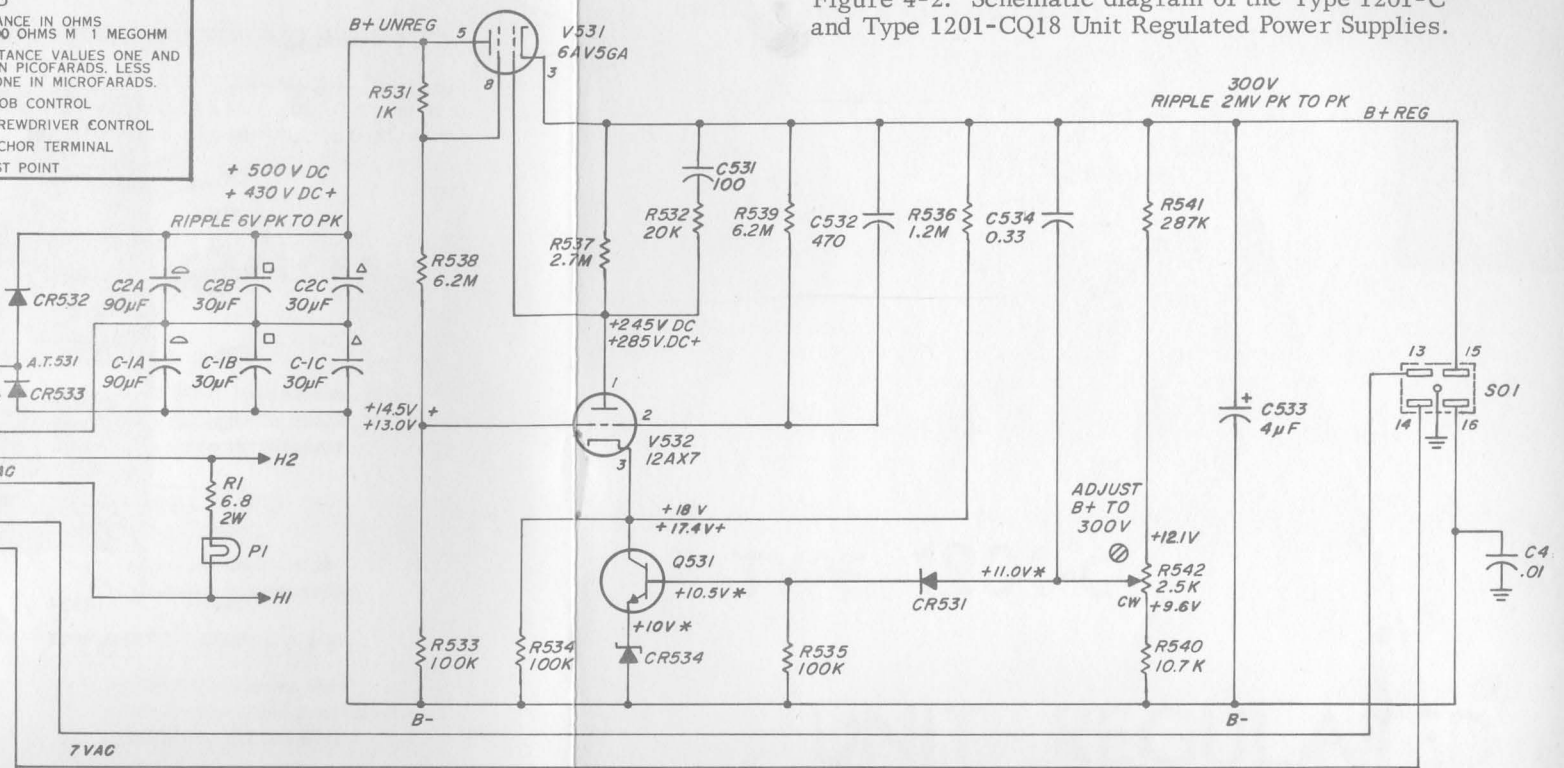 ANCE IN OHMS
OHMS M 1 MEGOHM
TANCE VALUES ONE AND
N PICOFARADS. LESS
ONE IN MICROFARADS.
OB CONTROL
REWDRIVER CONTROL
CHOR TERMINAL
ST POINT
Figure 4-2. Schematic diagram of the Type 1201-C
and Type 1201-CQ18 Unit Regulated Power Supplies.
B+ UNREG
5
V531
6AV5GA
3
8
R531
1K
300V
RIPPLE 2MV PK TO PK
B+ REG
+ 500 V DC
+ 430 V DC+
RIPPLE 6V PK TO PK
C531
100
R532
20K
R539
6.2M
C532
470
R536
1.2M
C534
0.33
R541
287K
R537
2.7M
R538
6.2M
CR532
C2A
90µF
C2B
30µF
C2C
30µF
+245V DC
+285V.DC+
A.T.531
CR533
C-1A
90µF
C-1B
30µF
C-1C
30µF
13
15
SO1
14
16
1
+14.5V +
+13.0V
2
V532
12AX7
3
C533
+
4µF
H2
R1
6.8
2W
P1
H1
+18 V
+17.4V+
ADJUST
B+ TO
300V
+12.1V
Q531
+10.5V*
CR531
+11.0V*
R542
2.5K
CW
+9.6V
C4
.01
+10V*
R533
100K
R534
100K
CR534
R535
100K
R540
10.7K
B-
B-
7VAC